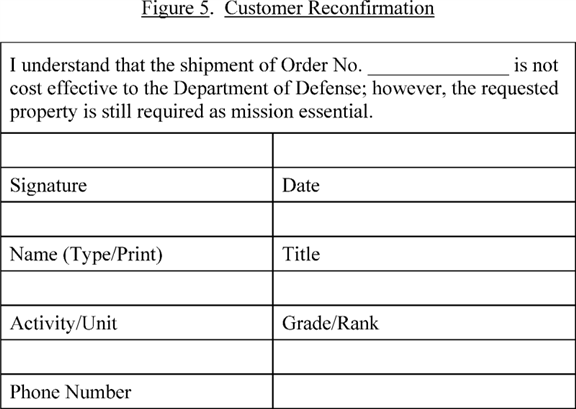 Figure 5. Customer Reconfirmation
I understand that the shipment of Order No. _______________ is not
cost effective to the Department of Defense; however, the requested
property is still required as mission essential.
Signature Date
Name (Type/Print) Title
Activity/Unit Grade/Rank
Phone Number